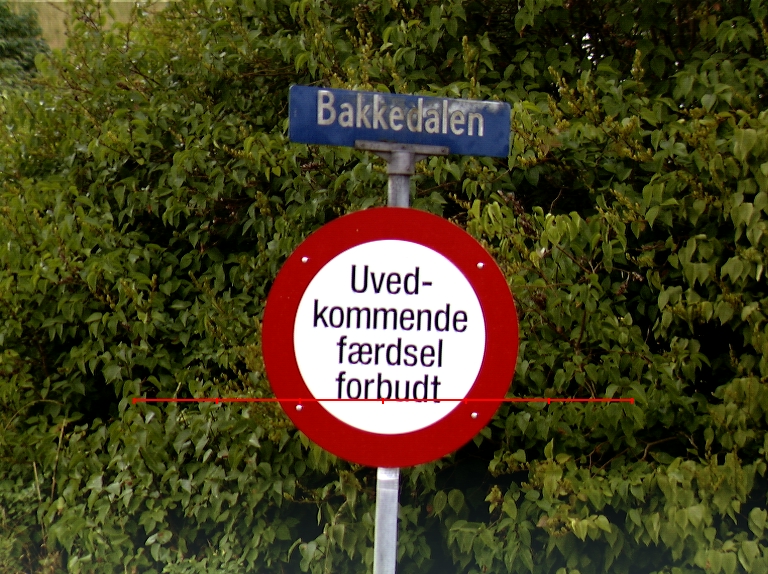 Bakkedalen
Uved-
kommende
færdsel
forbudt